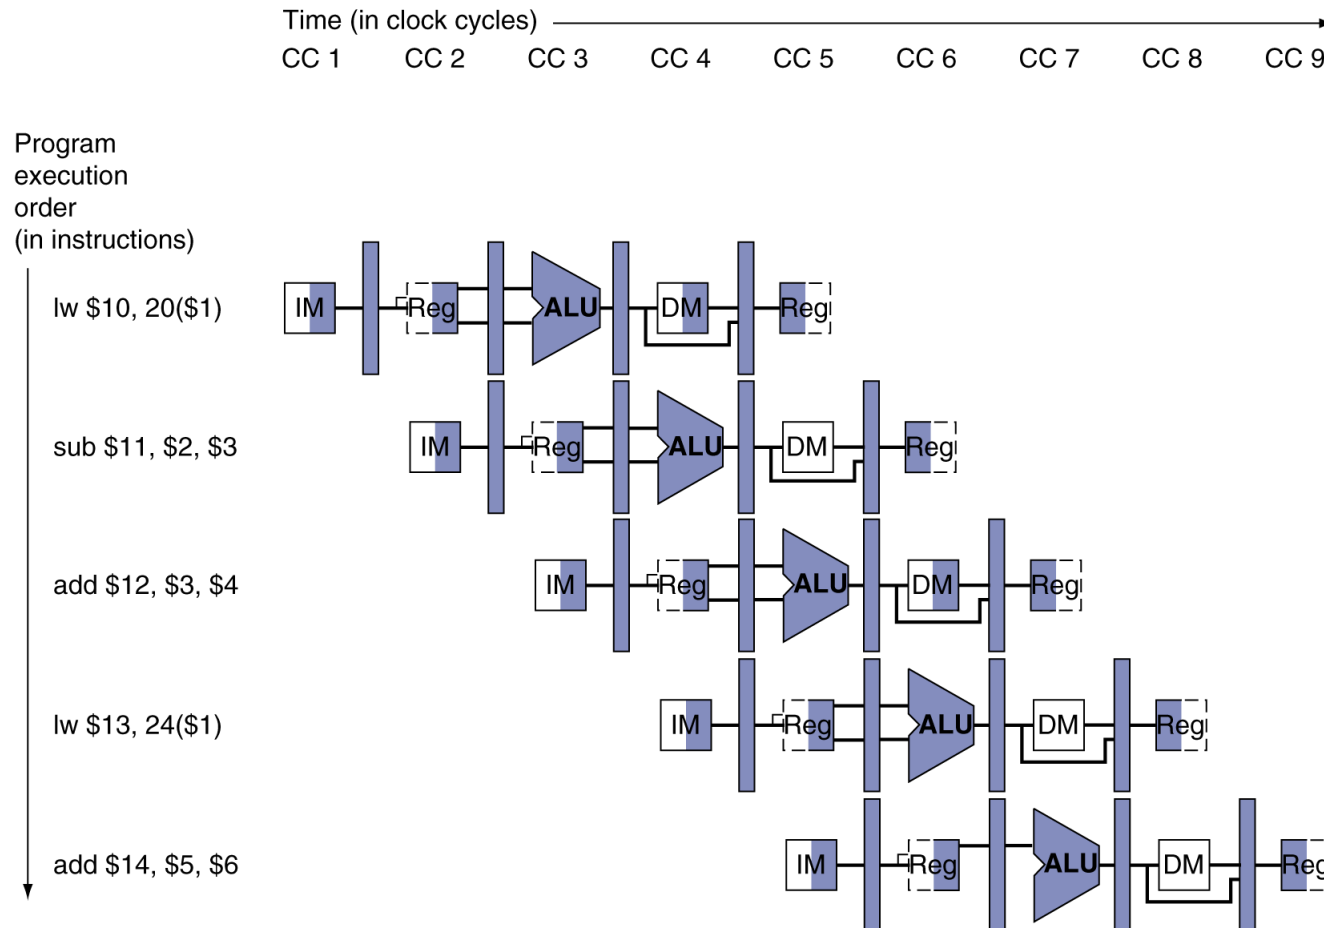 Time (in clock cycles)
CC 1 CC 2 CC 3 CC 4 CC 5 CC 6 CC 7 CC 8 CC 9
Program
execution
order
(in instructions)
lw $10, 20($1)
IM Reg ALU DM Reg
sub $11, $2, $3
IM Reg ALU DM Reg
add $12, $3, $4
IM Reg ALU DM Reg
lw $13, 24($1)
IM Reg ALU DM Reg
add $14, $5, $6
IM Reg ALU DM Reg